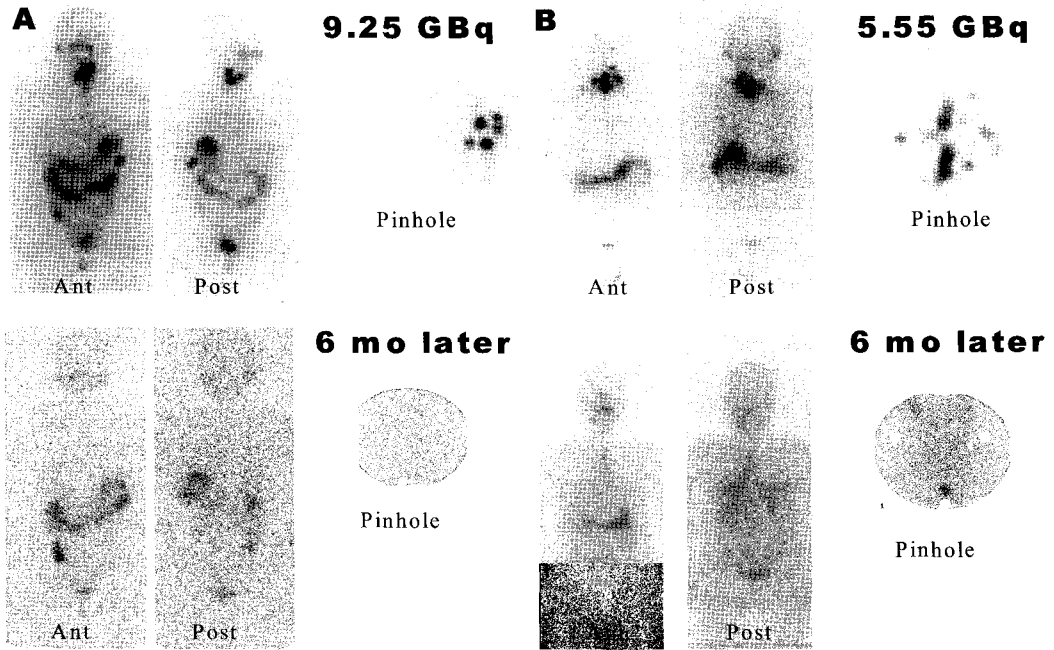 A
9.25 GBq
Pinhole
Ant
Post
B
5.55 GBq
Pinhole
Ant
Post
6 mo later
Pinhole
Ant
Post
6 mo later
Pinhole
Post